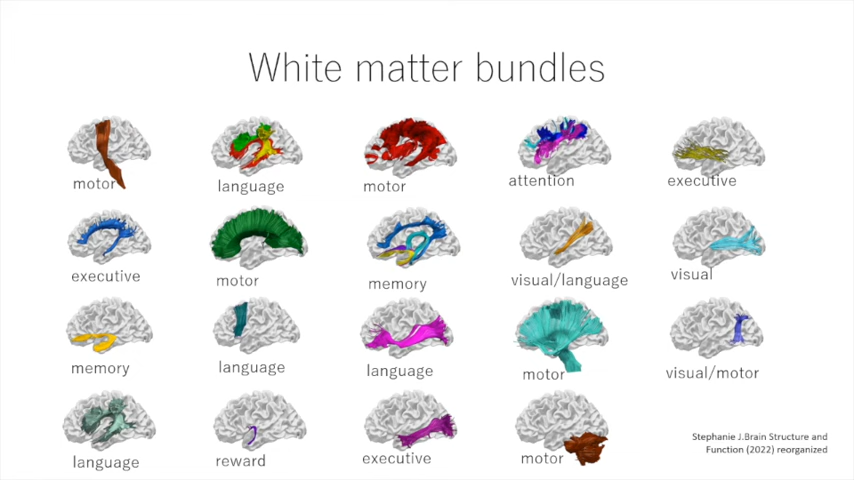 White matter bundles
motor
language
motor
attention
executive
executive
motor
memory
visual/language
visual
memory
language
language
motor
visual/motor
language
reward
executive
motor
Stephanie J.Brain Structure and
Function (2022) reorganized